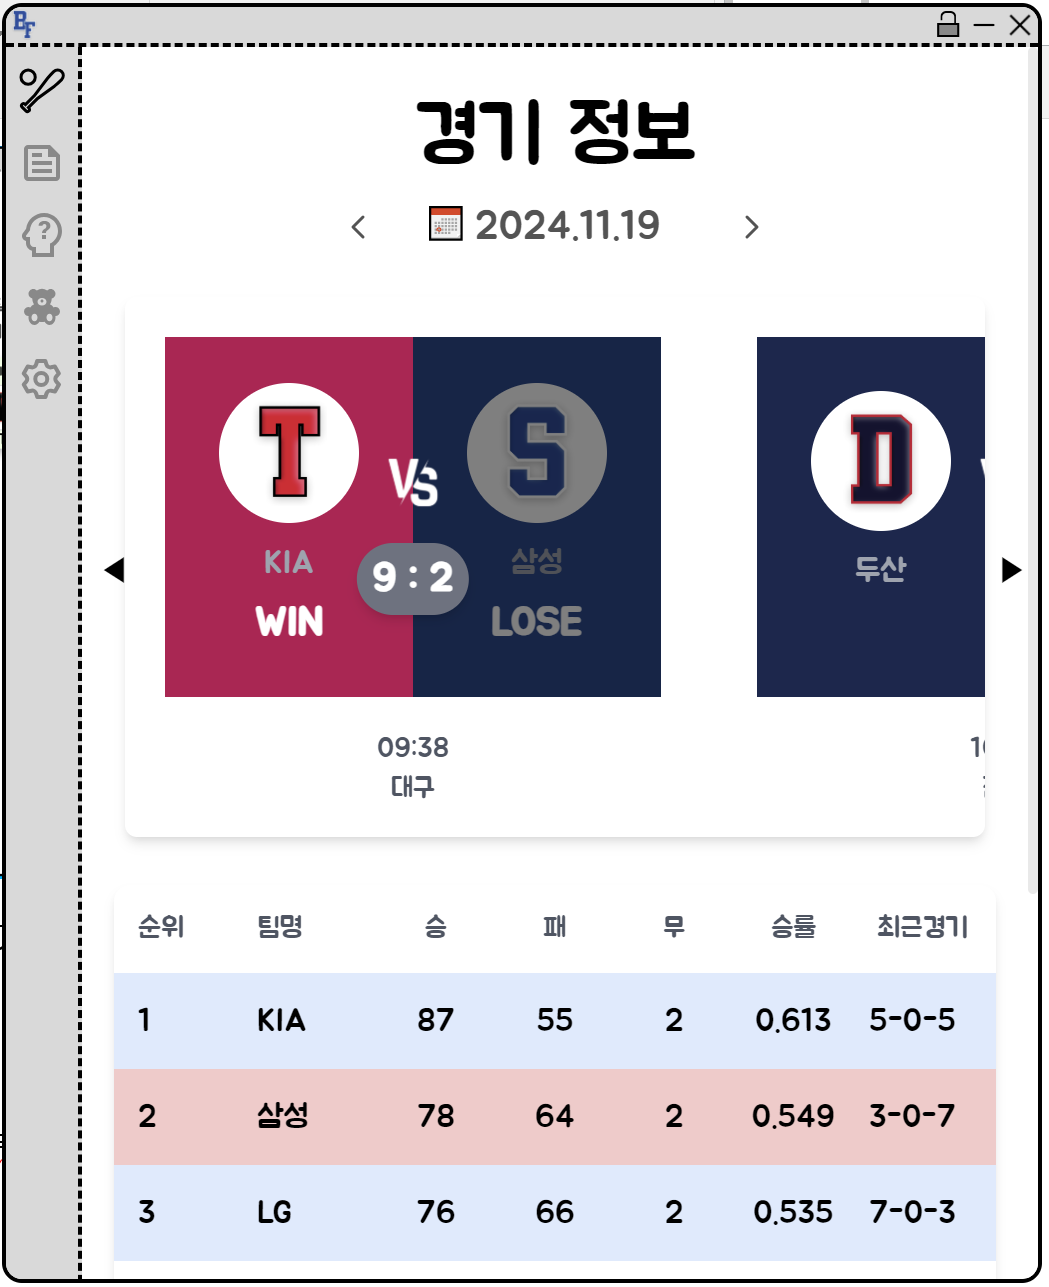 BF
경기 정보
2024.11.19
T
VS
S
D
KIA
9 : 2
삼성
두산
WIN
LOSE
09:38
대구
순위 팀명 승 패 무 승률 최근경기
1 KIA 87 55 2 0.613 5-0-5
2 삼성 78 64 2 0.549 3-0-7
3 LG 76 66 2 0.535 7-0-3